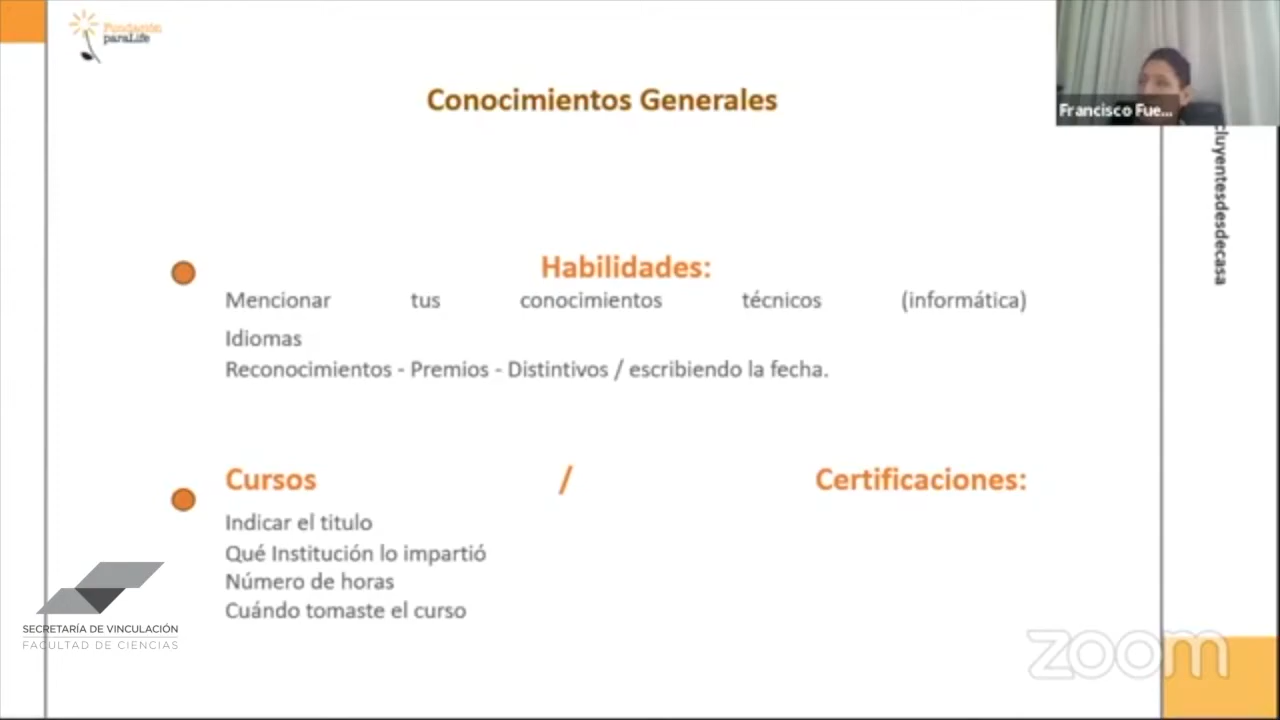 Fundación
paraLife
Conocimientos Generales
Francisco Fue...
cluyentesdesdecasa
Habilidades:
Mencionar tus conocimientos técnicos (informática)
Idiomas
Reconocimientos - Premios - Distintivos / escribiendo la fecha.
Cursos / Certificaciones:
Indicar el titulo
Qué Institución lo impartió
Número de horas
Cuándo tomaste el curso
SECRETARÍA DE VINCULACIÓN
FACULTAD DE CIENCIAS
zoom